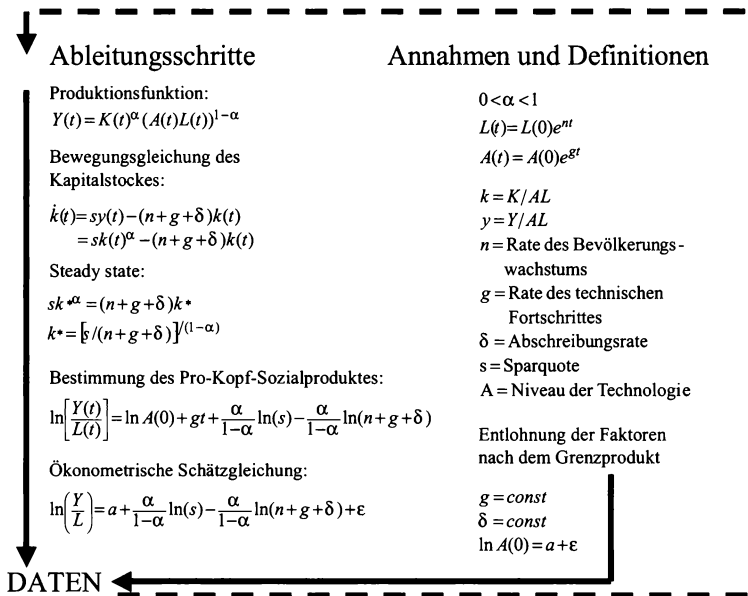 Ableitungsschritte
Produktionsfunktion:
Y(t)=K(t)^α (A(t)L(t))^{1−α}
Bewegungsgleichung des
Kapitalstockes:
k̇(t)=sy(t)−(n+g+δ)k(t)
=sk(t)^α −(n+g+δ)k(t)
Steady state:
sk*^α =(n+g+δ)k*
k*=[s/(n+g+δ)]^{/(1−α)}
Bestimmung des Pro-Kopf-Sozialproduktes:
ln[Y(t)/L(t)]=ln A(0)+gt+α/(1−α) ln(s)−α/(1−α) ln(n+g+δ)
Ökonometrische Schätzgleichung:
ln(Y/L)=a+α/(1−α) ln(s)−α/(1−α) ln(n+g+δ)+ε
DATEN
Annahmen und Definitionen
0<α<1
L(t)=L(0)e^{nt}
A(t)=A(0)e^{gt}
k=K/AL
y=Y/AL
n=Rate des Bevölkerungs-
wachstums
g=Rate des technischen
Fortschrittes
δ=Abschreibungsrate
s=Sparquote
A=Niveau der Technologie
Entlohnung der Faktoren
nach dem Grenzprodukt
g=const
δ=const
ln A(0)=a+ε